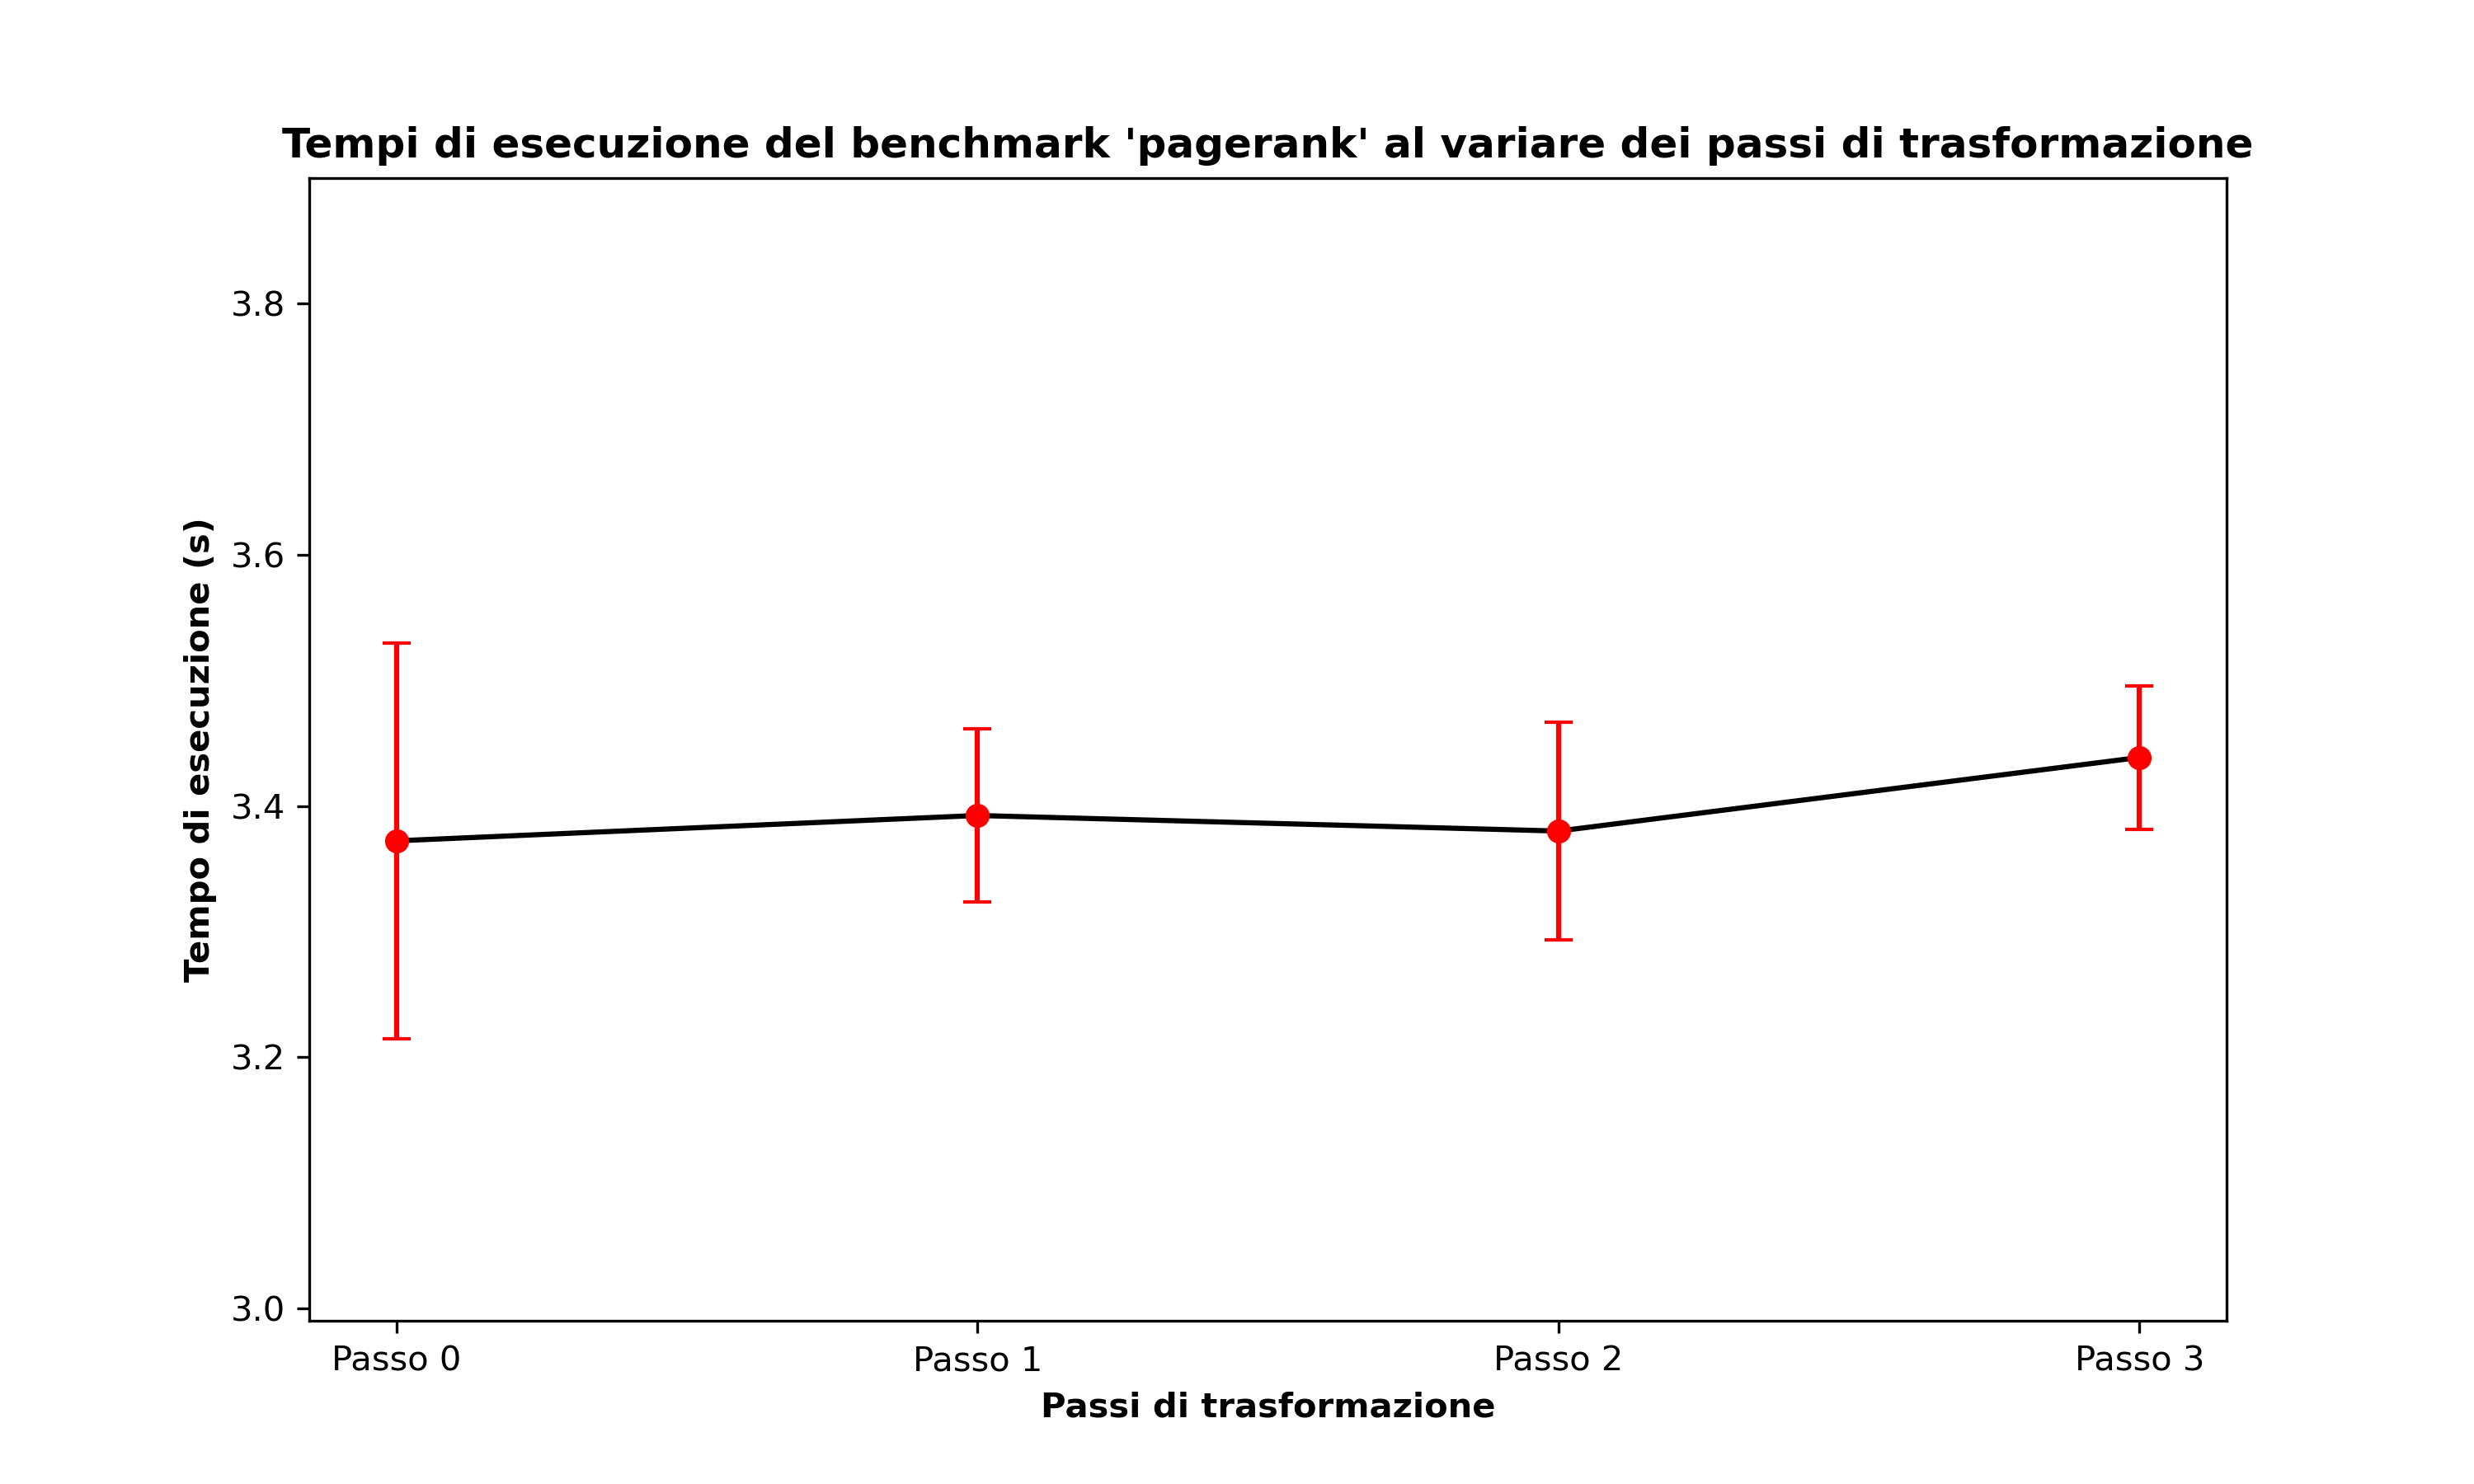 Tempi di esecuzione del benchmark 'pagerank' al variare dei passi di trasformazione
Tempo di esecuzione (s)
3.8
3.6
3.4
3.2
3.0
Passo 0
Passo 1
Passo 2
Passo 3
Passi di trasformazione